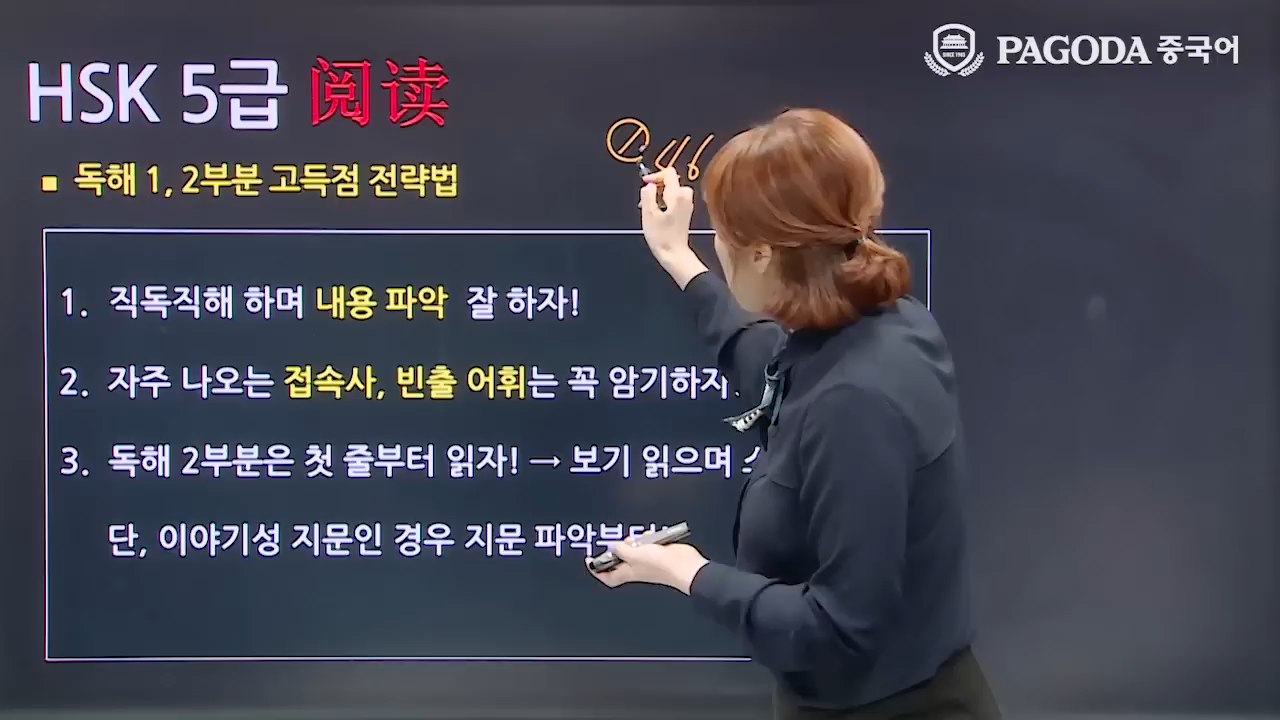 HSK 5급 阅读
SINCE 1983
PAGODA 중국어
■ 독해 1, 2부분 고득점 전략법
1. 직독직해 하며 내용 파악 잘 하자!
2. 자주 나오는 접속사, 빈출 어휘는 꼭 암기하자
3. 독해 2부분은 첫 줄부터 읽자! → 보기 읽으며
단, 이야기성 지문인 경우 지문 파악부터